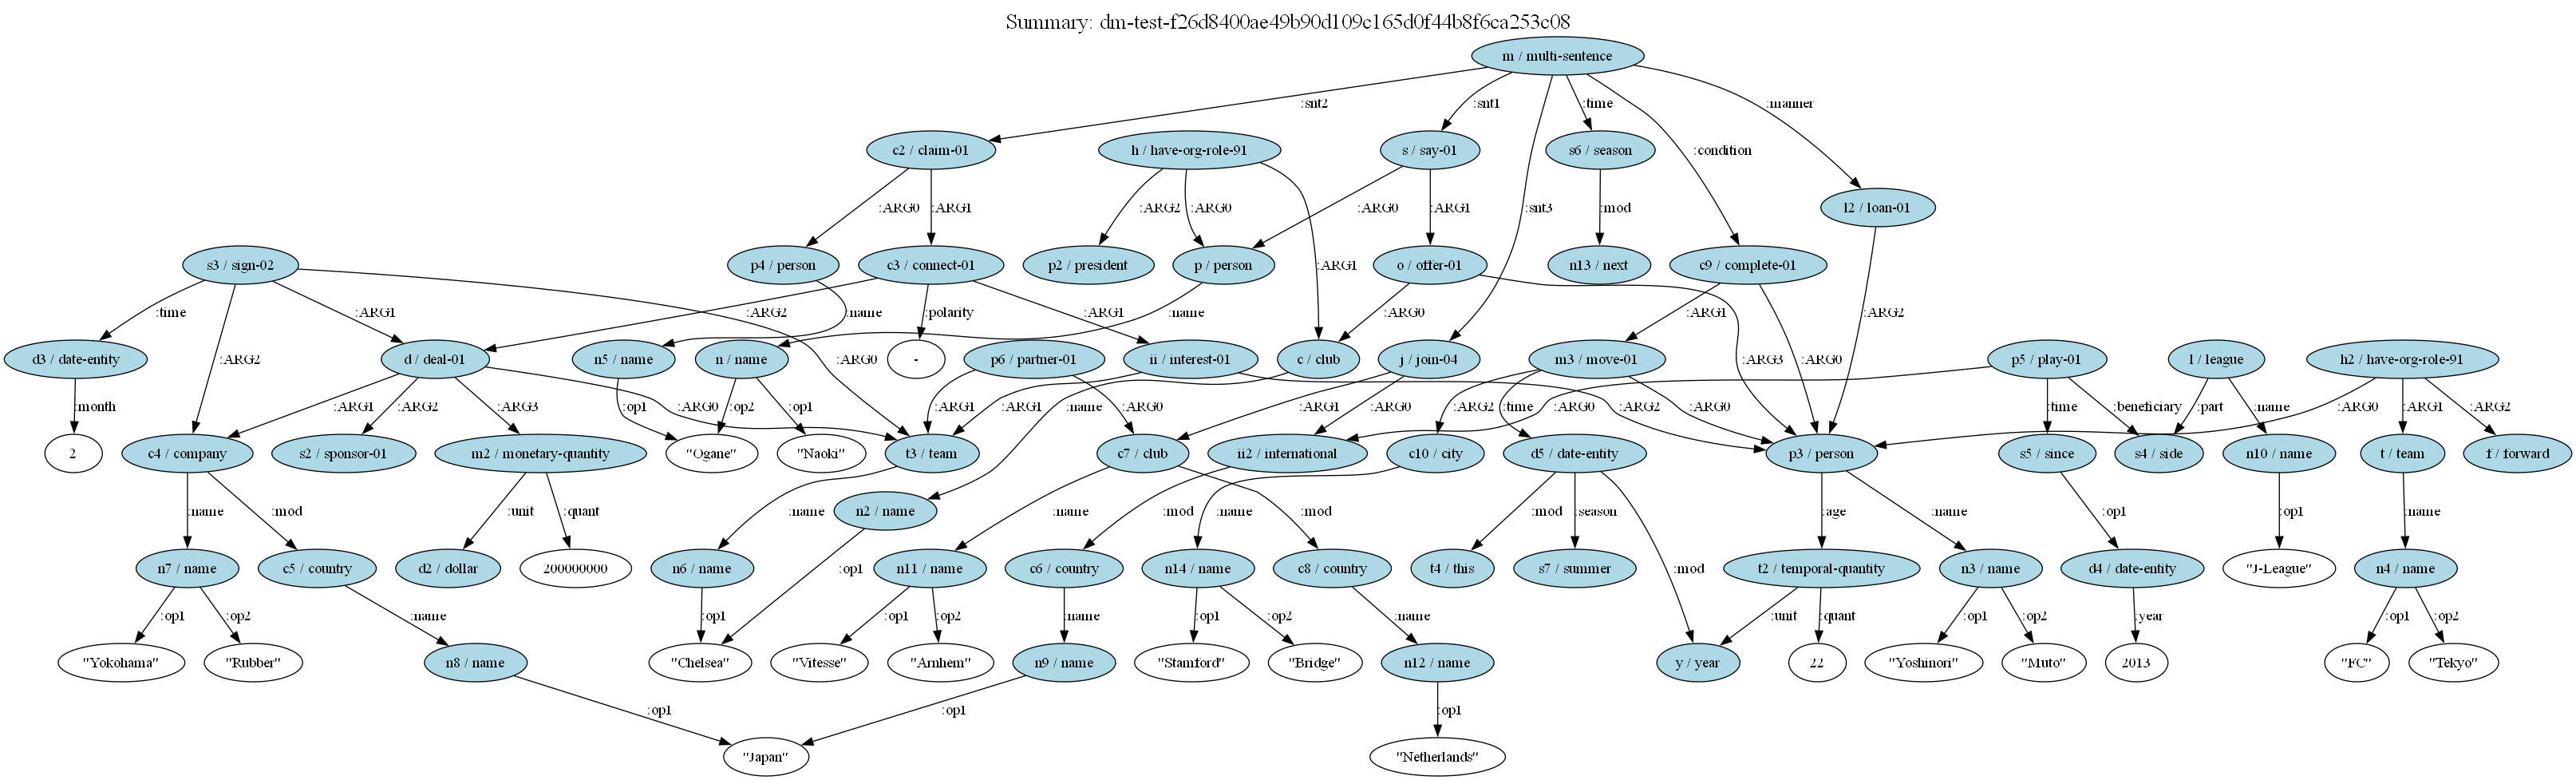 Summary: dm-test-f26d8400ae49b90d109c165d0f44b8f6ca253c08
m / multi-sentence
:snt2
:snt1
:time
:manner
c2 / claim-01
h / have-org-role-91
s / say-01
s6 / season
:condition
l2 / loan-01
:ARG0
:ARG1
:ARG2
:ARG0
:ARG0
:ARG1
:snt3
:mod
s3 / sign-02
p4 / person
c3 / connect-01
p2 / president
p / person
:ARG1
o / offer-01
n13 / next
c9 / complete-01
:ARG2
:time
:ARG1
:ARG2
:name
:polarity
:ARG1
:name
:ARG0
:ARG1
d3 / date-entity
:ARG2
d / deal-01
:ARG0
n5 / name
n / name
-
p6 / partner-01
ii / interest-01
c / club
j / join-04
m3 / move-01
:ARG3
:ARG0
p5 / play-01
l / league
h2 / have-org-role-91
:month
:ARG1
:ARG2
:ARG3
:ARG0
:op1
:op2
:op1
:ARG1
:name
:ARG0
:ARG1
:ARG1
:ARG0
:ARG2
:time
:ARG0
:ARG2
:ARG0
:time
:beneficiary
:part
:name
:ARG0
:ARG1
:ARG2
2
c4 / company
s2 / sponsor-01
m2 / monetary-quantity
"Ogane"
"Naoki"
t3 / team
c7 / club
ii2 / international
c10 / city
d5 / date-entity
p3 / person
s5 / since
s4 / side
n10 / name
t / team
f / forward
:name
:mod
:unit
:quant
:name
n2 / name
:name
:mod
:mod
:name
:mod
:season
:mod
:age
:name
:op1
:op1
:name
n7 / name
c5 / country
d2 / dollar
200000000
n6 / name
:op1
n11 / name
c6 / country
n14 / name
c8 / country
t4 / this
s7 / summer
t2 / temporal-quantity
n3 / name
d4 / date-entity
"J-League"
n4 / name
:op1
:op2
:name
:op1
:op1
:op2
:name
:op1
:op2
:name
:unit
:quant
:op1
:op2
:year
:op1
:op2
"Yokohama"
"Rubber"
n8 / name
"Chelsea"
"Vitesse"
"Arnhem"
n9 / name
"Stamford"
"Bridge"
n12 / name
y / year
22
"Yoshinori"
"Muto"
2013
"FC"
"Tekyo"
:op1
:op1
:op1
"Japan"
"Netherlands"